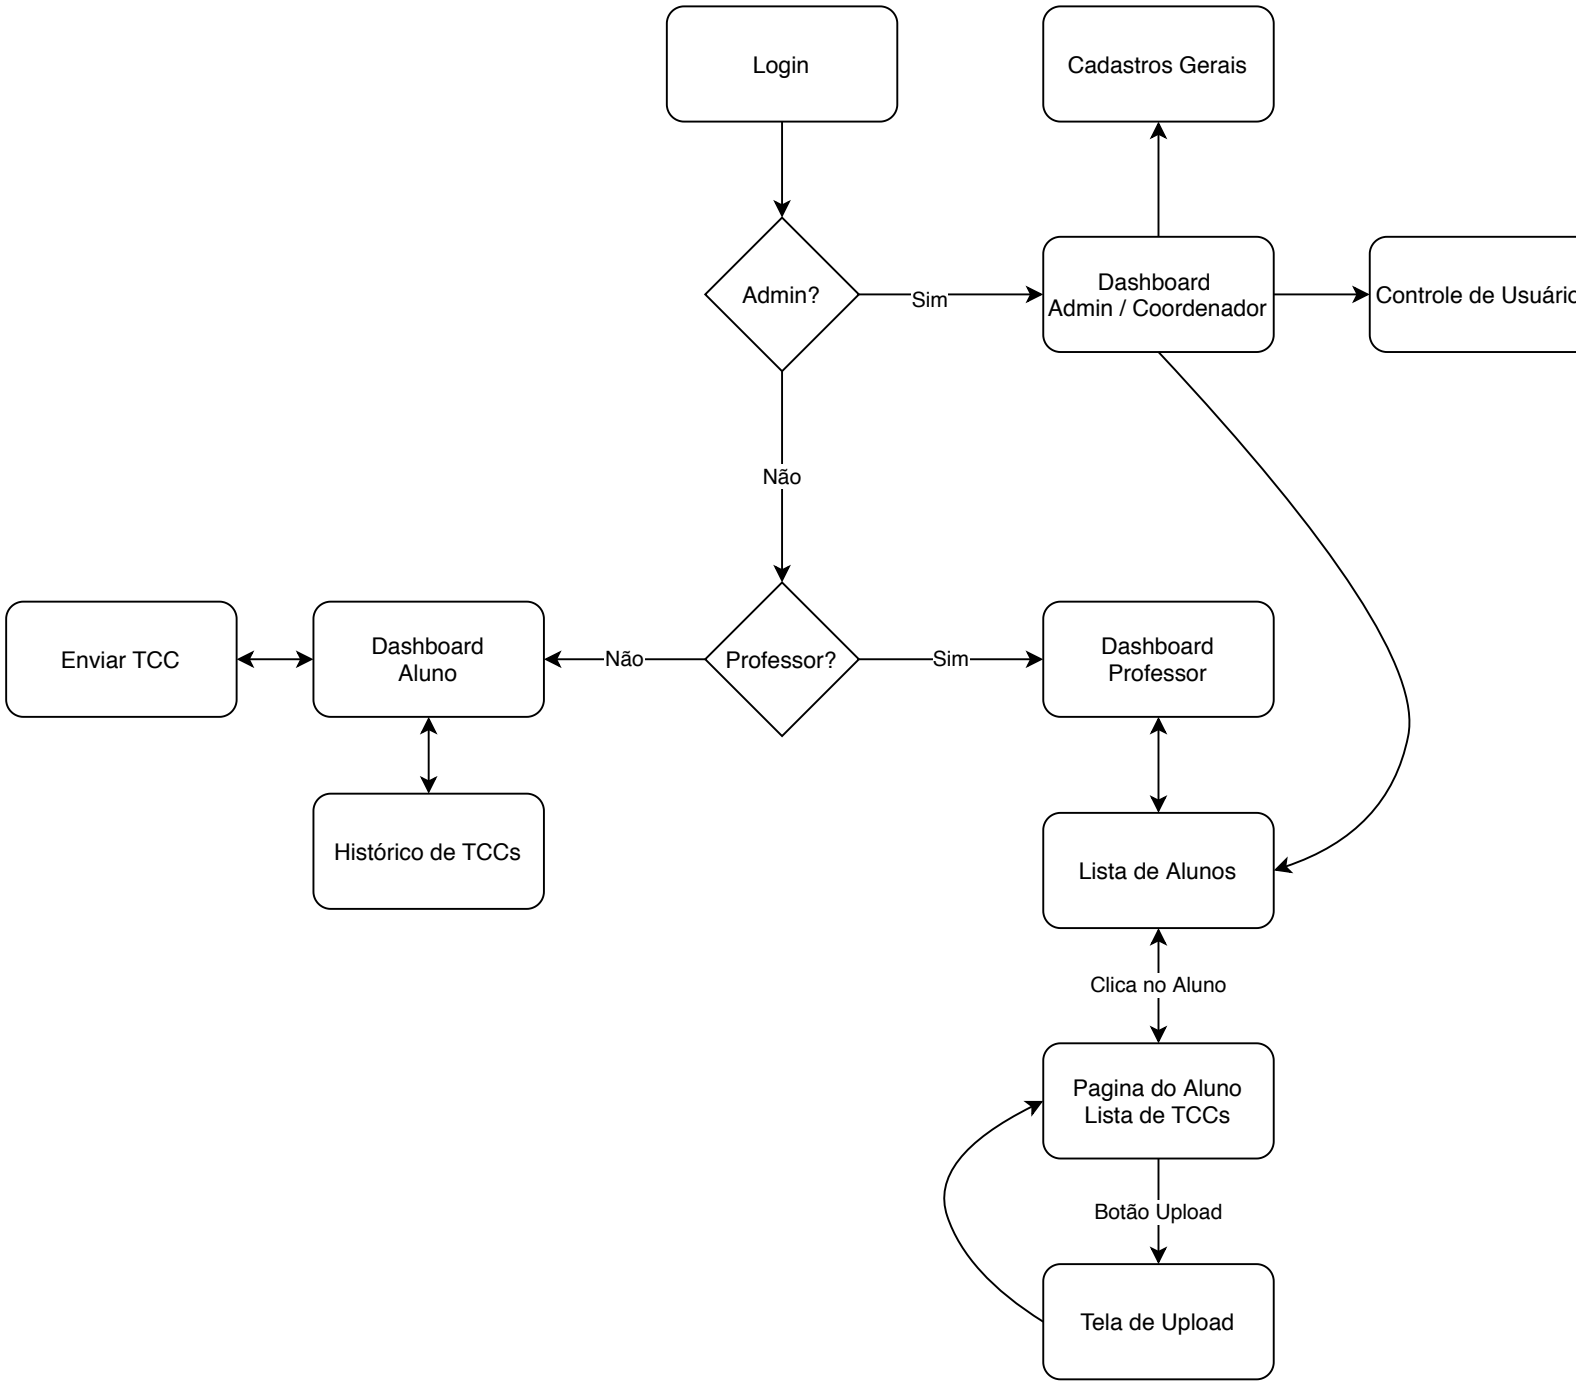 Login
Cadastros Gerais
Admin?
Sim
Dashboard
Admin / Coordenador
Controle de Usuário
Não
Enviar TCC
Dashboard
Aluno
Não
Professor?
Sim
Dashboard
Professor
Histórico de TCCs
Lista de Alunos
Clica no Aluno
Pagina do Aluno
Lista de TCCs
Botão Upload
Tela de Upload